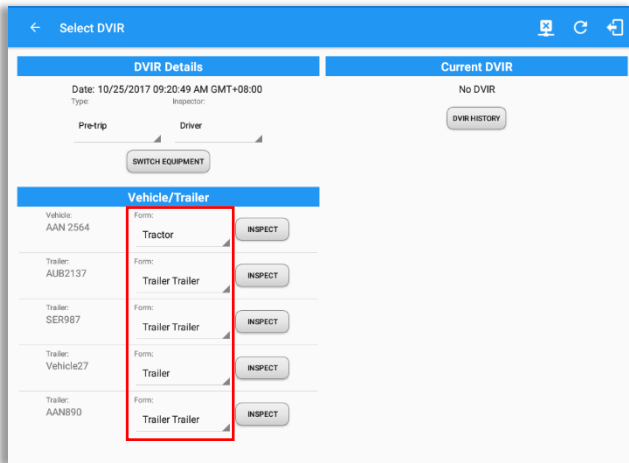 Select DVIR
DVIR Details
Date: 10/25/2017 09:20:49 AM GMT+08:00
Type: Inspector:
Pre-trip Driver
SWITCH EQUIPMENT
Vehicle/Trailer
Vehicle: Form:
AAN 2564 Tractor INSPECT
Trailer: Form:
AUB2137 Trailer Trailer INSPECT
Trailer: Form:
SER987 Trailer Trailer INSPECT
Trailer: Form:
Vehicle27 Trailer INSPECT
Trailer: Form:
AAN890 Trailer Trailer INSPECT
Current DVIR
No DVIR
DVIR HISTORY